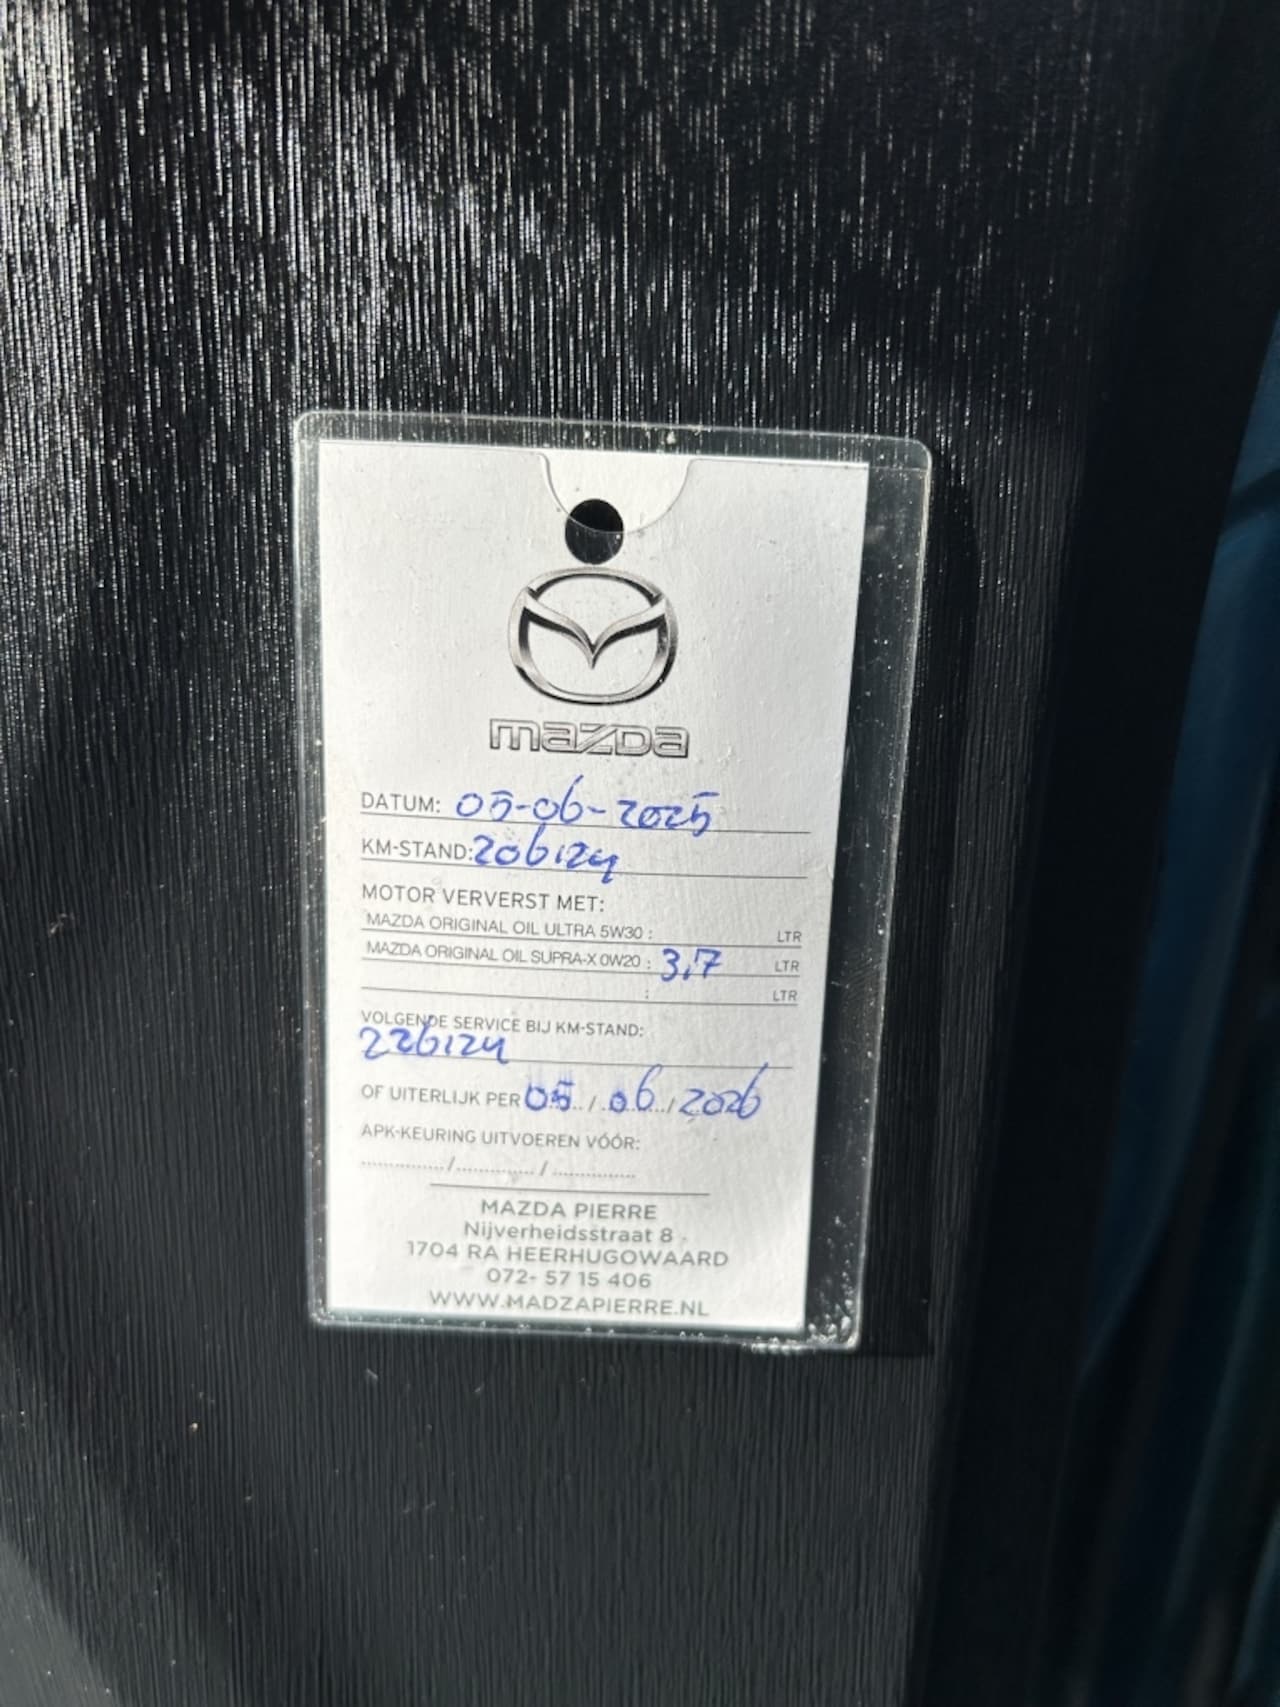 mazda
DATUM: 05-06-2025
KM-STAND: 206124
MOTOR VERVERST MET:
MAZDA ORIGINAL OIL ULTRA 5W30 : LTR
MAZDA ORIGINAL OIL SUPRA-X 0W20 : 3,7 LTR
: LTR
VOLGENDE SERVICE BIJ KM-STAND:
226124
OF UITERLIJK PER 05 / 06 / 2026
APK-KEURING UITVOEREN VÓÓR:
............... / .............. / ...............
MAZDA PIERRE
Nijverheidsstraat 8
1704 RA HEERHUGOWAARD
072- 57 15 406
WWW.MADZAPIERRE.NL